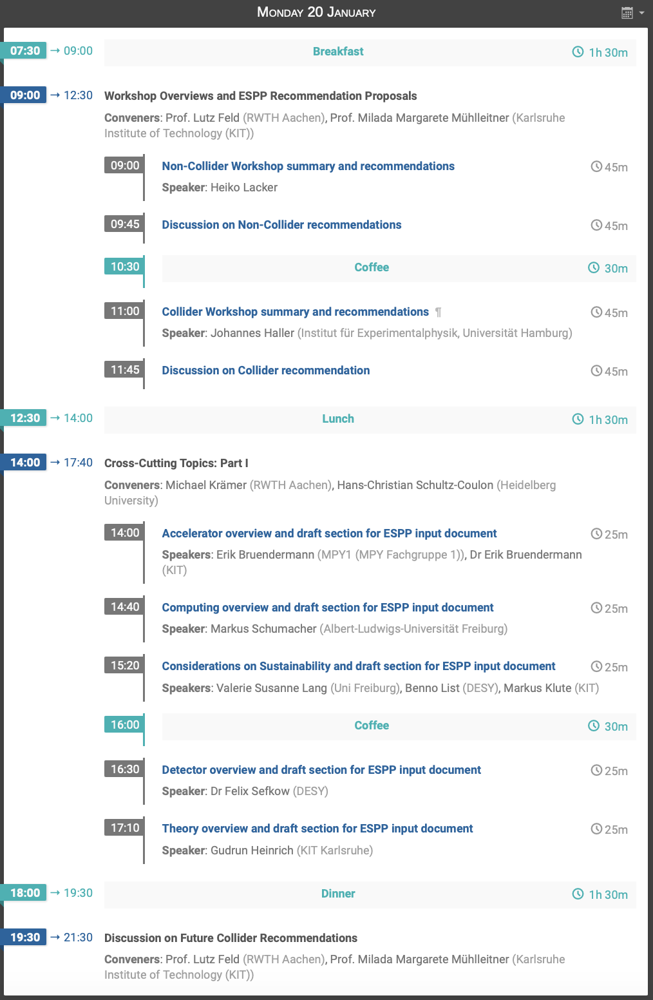 Monday 20 January
07:30 → 09:00 Breakfast 1h 30m
09:00 → 12:30 Workshop Overviews and ESPP Recommendation Proposals
Conveners: Prof. Lutz Feld (RWTH Aachen), Prof. Milada Margarete Mühlleitner (Karlsruhe
Institute of Technology (KIT))
09:00 Non-Collider Workshop summary and recommendations 45m
Speaker: Heiko Lacker
09:45 Discussion on Non-Collider recommendations 45m
10:30 Coffee 30m
11:00 Collider Workshop summary and recommendations ¶ 45m
Speaker: Johannes Haller (Institut für Experimentalphysik, Universität Hamburg)
11:45 Discussion on Collider recommendation 45m
12:30 → 14:00 Lunch 1h 30m
14:00 → 17:40 Cross-Cutting Topics: Part I
Conveners: Michael Krämer (RWTH Aachen), Hans-Christian Schultz-Coulon (Heidelberg
University)
14:00 Accelerator overview and draft section for ESPP input document 25m
Speakers: Erik Bruendermann (MPY1 (MPY Fachgruppe 1)), Dr Erik Bruendermann
(KIT)
14:40 Computing overview and draft section for ESPP input document 25m
Speaker: Markus Schumacher (Albert-Ludwigs-Universität Freiburg)
15:20 Considerations on Sustainability and draft section for ESPP input document 25m
Speakers: Valerie Susanne Lang (Uni Freiburg), Benno List (DESY), Markus Klute (KIT)
16:00 Coffee 30m
16:30 Detector overview and draft section for ESPP input document 25m
Speaker: Dr Felix Sefkow (DESY)
17:10 Theory overview and draft section for ESPP input document 25m
Speaker: Gudrun Heinrich (KIT Karlsruhe)
18:00 → 19:30 Dinner 1h 30m
19:30 → 21:30 Discussion on Future Collider Recommendations
Conveners: Prof. Lutz Feld (RWTH Aachen), Prof. Milada Margarete Mühlleitner (Karlsruhe
Institute of Technology (KIT))